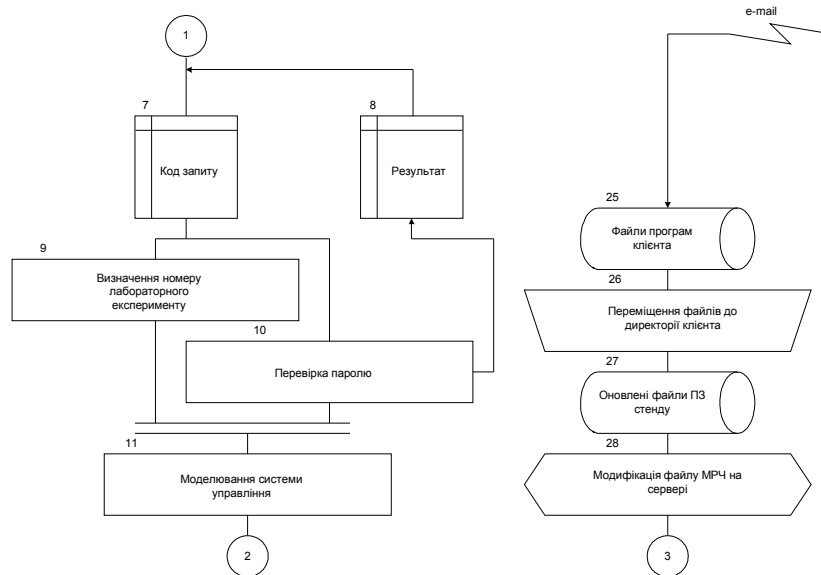 e-mail
1
7
Код запиту
8
Результат
9
Визначення номеру
лабораторного
експерименту
10
Перевірка паролю
11
Моделювання системи
управління
2
25
Файли програм
клієнта
26
Переміщення файлів до
директорії клієнта
27
Оновлені файли ПЗ
стенду
28
Модифікація файлу МРЧ на
сервері
3